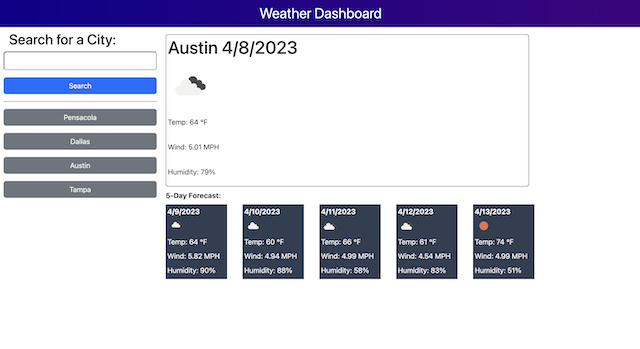 Weather Dashboard
Search for a City:
Search
Pensacola
Dallas
Austin
Tampa
Austin 4/8/2023
Temp: 64 °F
Wind: 5.01 MPH
Humidity: 79%
5-Day Forecast:
4/9/2023
Temp: 64 °F
Wind: 5.82 MPH
Humidity: 90%
4/10/2023
Temp: 60 °F
Wind: 4.94 MPH
Humidity: 88%
4/11/2023
Temp: 66 °F
Wind: 4.99 MPH
Humidity: 58%
4/12/2023
Temp: 61 °F
Wind: 4.54 MPH
Humidity: 83%
4/13/2023
Temp: 74 °F
Wind: 4.99 MPH
Humidity: 51%